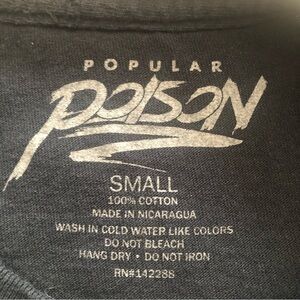 POPULAR
POISON
SMALL
100% COTTON
MADE IN NICARAGUA
WASH IN COLD WATER LIKE COLORS
DO NOT BLEACH
HANG DRY • DO NOT IRON
RN#142288